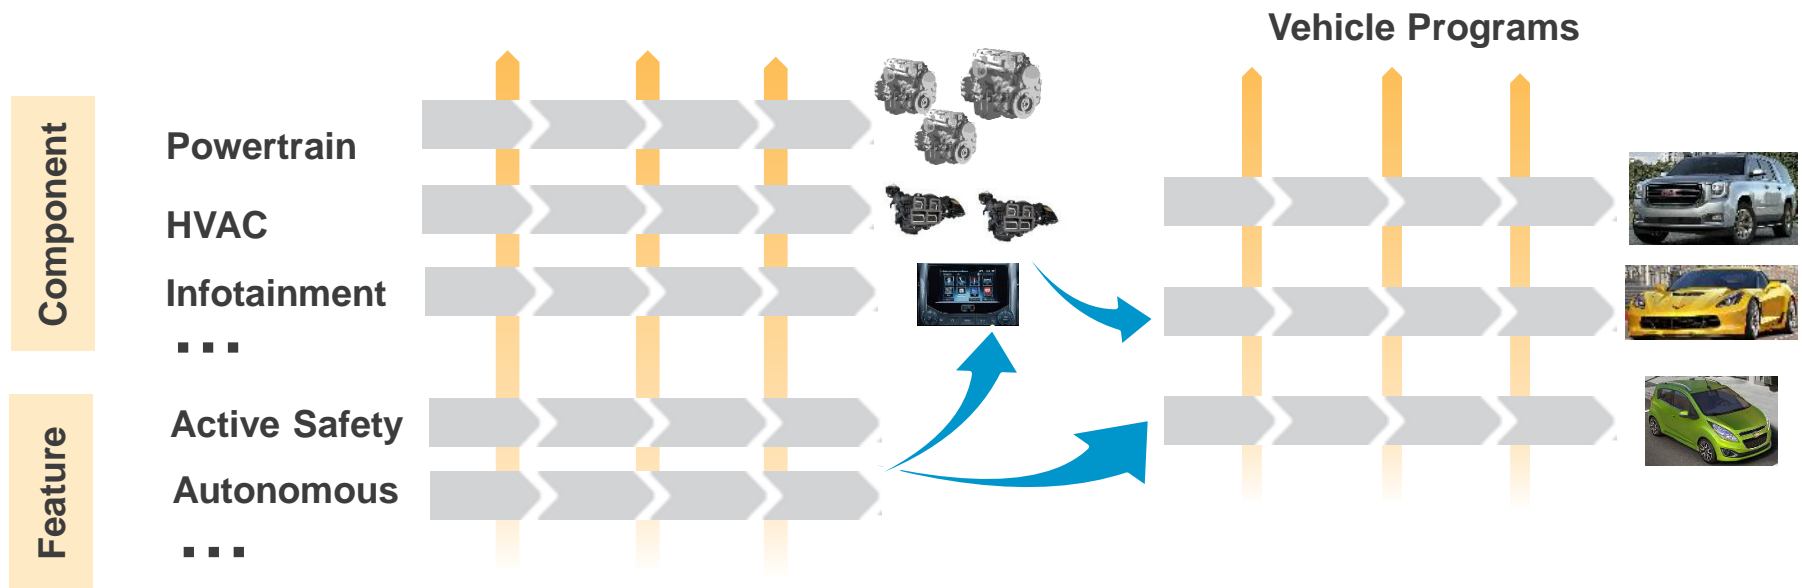 Vehicle Programs
Component
Powertrain
HVAC
Infotainment
...
Feature
Active Safety
Autonomous
...